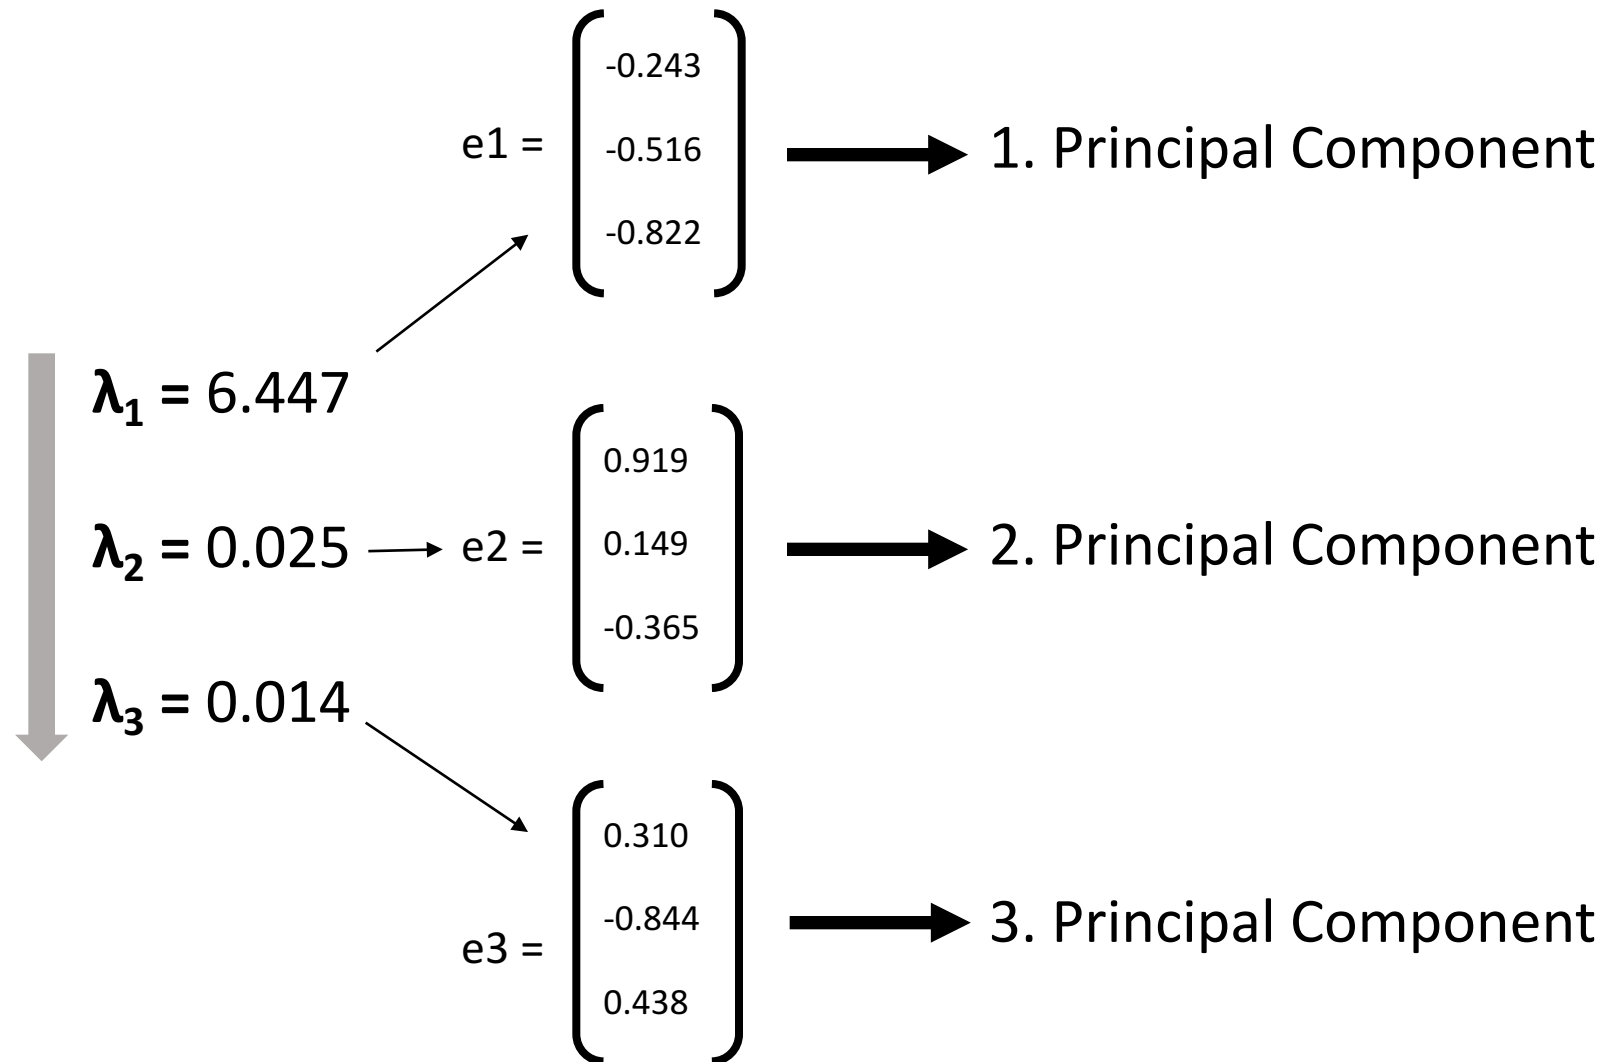 -0.243
e1 = -0.516 1. Principal Component
-0.822
λ₁ = 6.447
0.919
λ₂ = 0.025 e2 = 0.149 2. Principal Component
-0.365
λ₃ = 0.014
0.310
-0.844
e3 = 3. Principal Component
0.438